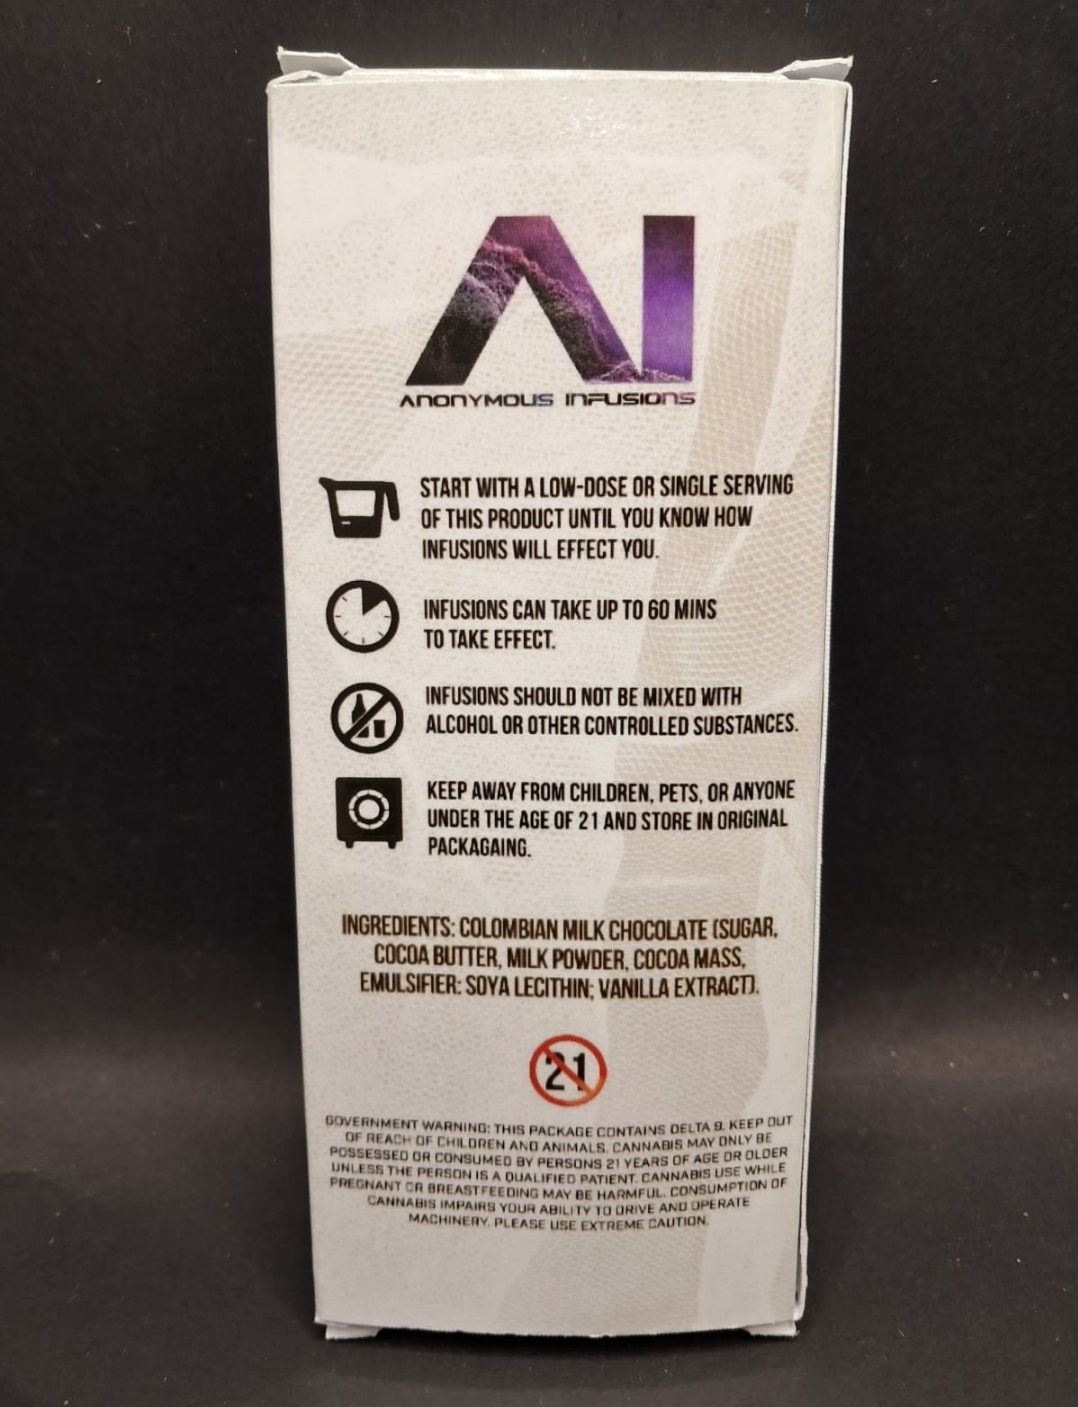 AI
ANONYMOUS INFUSIONS
START WITH A LOW-DOSE OR SINGLE SERVING
OF THIS PRODUCT UNTIL YOU KNOW HOW
INFUSIONS WILL EFFECT YOU.
INFUSIONS CAN TAKE UP TO 60 MINS
TO TAKE EFFECT.
INFUSIONS SHOULD NOT BE MIXED WITH
ALCOHOL OR OTHER CONTROLLED SUBSTANCES.
KEEP AWAY FROM CHILDREN, PETS, OR ANYONE
UNDER THE AGE OF 21 AND STORE IN ORIGINAL
PACKAGAING.
INGREDIENTS: COLOMBIAN MILK CHOCOLATE (SUGAR,
COCOA BUTTER, MILK POWDER, COCOA MASS,
EMULSIFIER: SOYA LECITHIN; VANILLA EXTRACT).
21
GOVERNMENT WARNING: THIS PACKAGE CONTAINS DELTA 9. KEEP OUT
OF REACH OF CHILDREN AND ANIMALS. CANNABIS MAY ONLY BE
POSSESSED OR CONSUMED BY PERSONS 21 YEARS OF AGE OR OLDER
UNLESS THE PERSON IS A QUALIFIED PATIENT. CANNABIS USE WHILE
PREGNANT OR BREASTFEEDING MAY BE HARMFUL. CONSUMPTION OF
CANNABIS IMPAIRS YOUR ABILITY TO DRIVE AND OPERATE
MACHINERY. PLEASE USE EXTREME CAUTION.